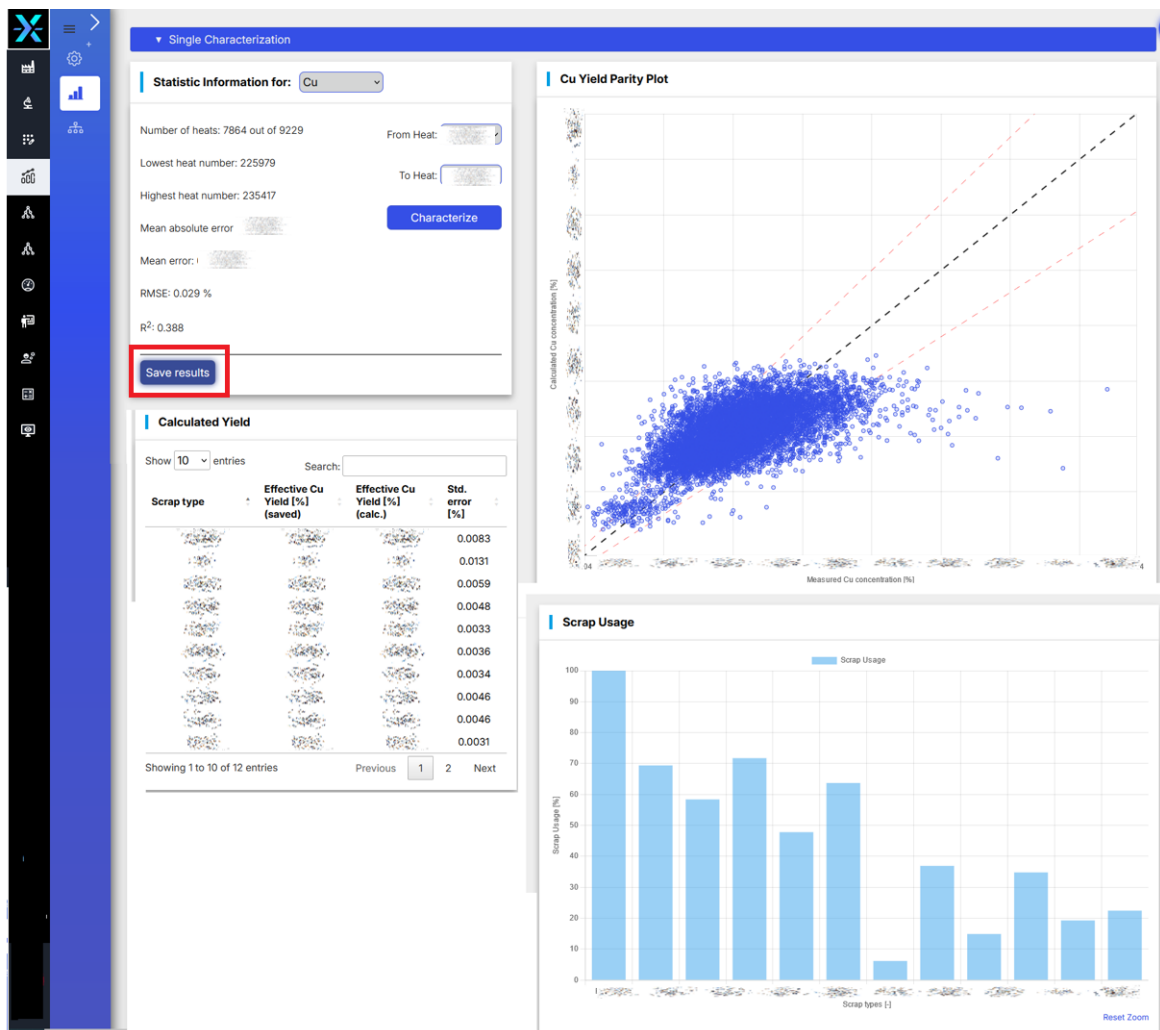 ▾ Single Characterization
Statistic Information for: Cu
Number of heats: 7864 out of 9229
From Heat:
Lowest heat number: 225979
To Heat:
Highest heat number: 235417
Characterize
Mean absolute error
Mean error:
RMSE: 0.029 %
R²: 0.388
Save results
Cu Yield Parity Plot
Calculated Cu concentration [%]
Measured Cu concentration [%]
Calculated Yield
Show 10 entries
Search:
Scrap type
Effective Cu Yield [%] (saved)
Effective Cu Yield [%] (calc.)
Std. error [%]
0.0083
0.0131
0.0059
0.0048
0.0033
0.0036
0.0034
0.0046
0.0046
0.0031
Showing 1 to 10 of 12 entries
Previous 1 2 Next
Scrap Usage
Scrap Usage
100
90
80
70
60
50
40
30
20
10
0
Scrap Usage [%]
Scrap types [-]
Reset Zoom